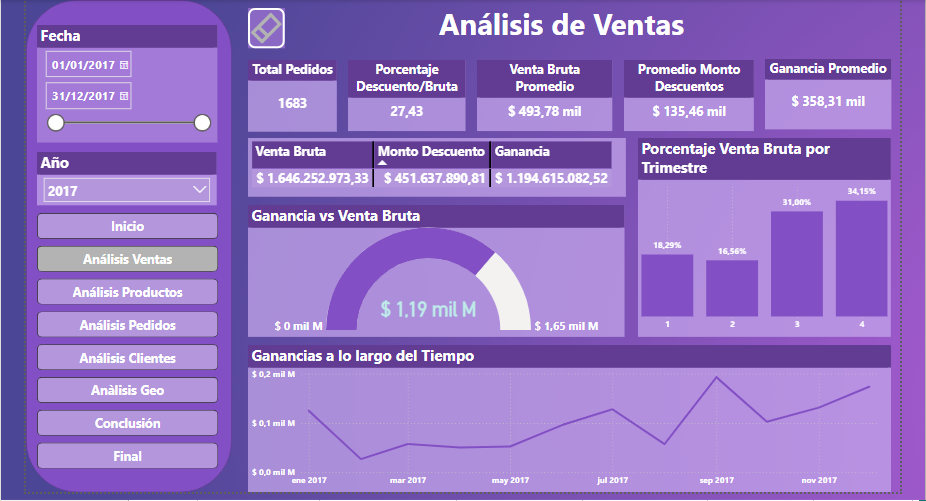 Fecha
01/01/2017
31/12/2017
Año
2017
Inicio
Análisis Ventas
Análisis Productos
Análisis Pedidos
Análisis Clientes
Anàlisis Geo
Conclusión
Final
Análisis de Ventas
Total Pedidos
1683
Porcentaje
Descuento/Bruta
27,43
Venta Bruta
Promedio
$ 493,78 mil
Promedio Monto
Descuentos
$ 135,46 mil
Ganancia Promedio
$ 358,31 mil
Venta Bruta Monto Descuento Ganancia
$ 1.646.252.973,33 $ 451.637.890,81 $ 1.194.615.082,52
Ganancia vs Venta Bruta
$ 1,19 mil M
$ 0 mil M
$ 1,65 mil M
Porcentaje Venta Bruta por
Trimestre
18,29%
16,56%
31,00%
34,15%
1 2 3 4
Ganancias a lo largo del Tiempo
$ 0,2 mil M
$ 0,1 mil M
$ 0,0 mil M
ene 2017 mar 2017 may 2017 jul 2017 sep 2017 nov 2017